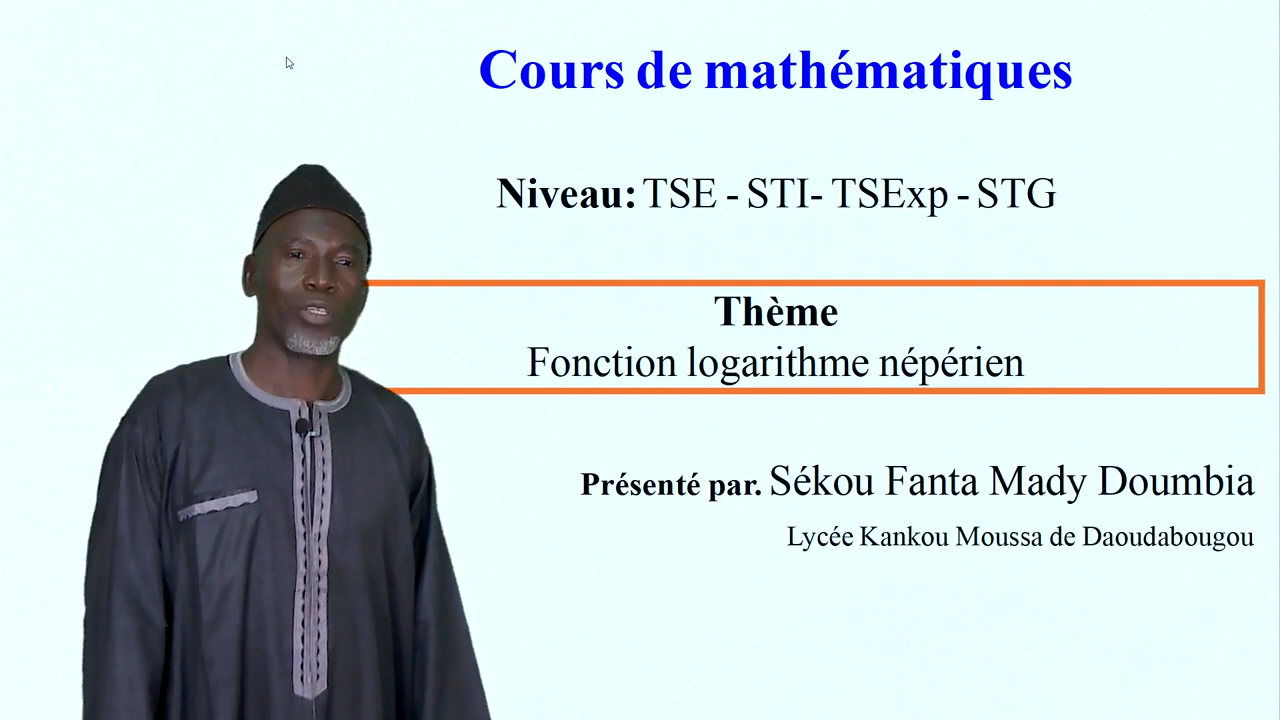 Cours de mathématiques
Niveau: TSE - STI- TSExp - STG
Thème
Fonction logarithme népérien
Présenté par. Sékou Fanta Mady Doumbia
Lycée Kankou Moussa de Daoudabougou